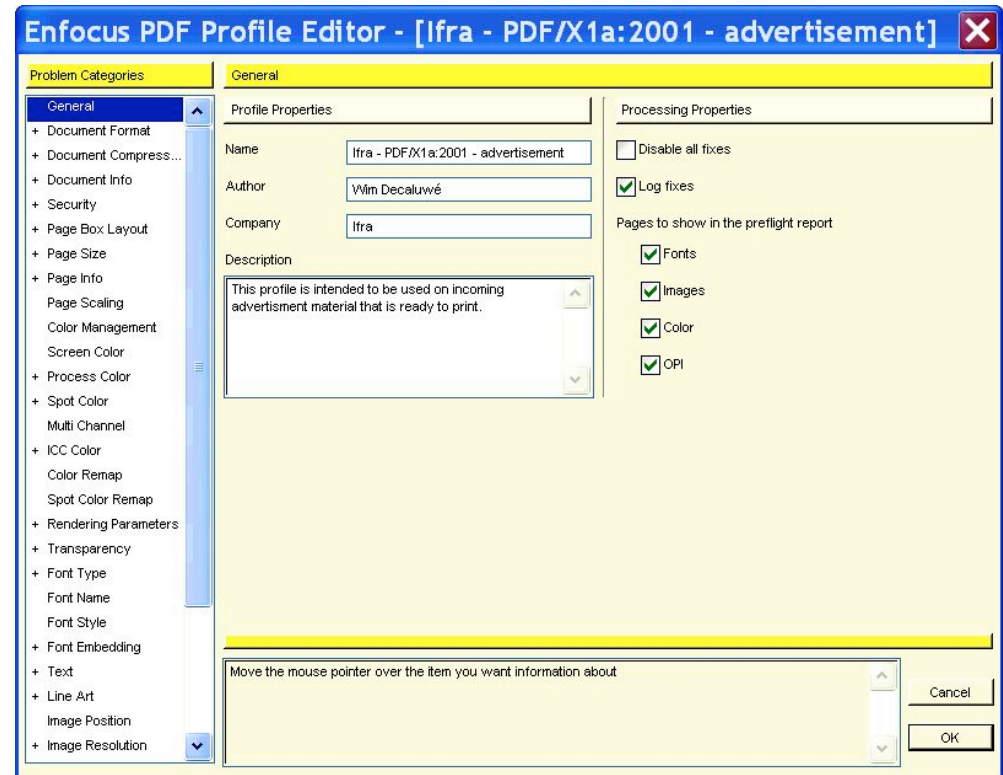 Enfocus PDF Profile Editor - [Ifra - PDF/X1a:2001 - advertisement]
Problem Categories
General
+ Document Format
+ Document Compress...
+ Document Info
+ Security
+ Page Box Layout
+ Page Size
+ Page Info
Page Scaling
Color Management
Screen Color
+ Process Color
+ Spot Color
Multi Channel
+ ICC Color
Color Remap
Spot Color Remap
+ Rendering Parameters
+ Transparency
+ Font Type
Font Name
Font Style
+ Font Embedding
+ Text
+ Line Art
Image Position
+ Image Resolution
General
Profile Properties
Name
Ifra - PDF/X1a:2001 - advertisement
Author
Wim Decaluwé
Company
Ifra
Description
This profile is intended to be used on incoming
advertisment material that is ready to print.
Processing Properties
Disable all fixes
Log fixes
Pages to show in the preflight report
Fonts
Images
Color
OPI
Move the mouse pointer over the item you want information about
Cancel
OK